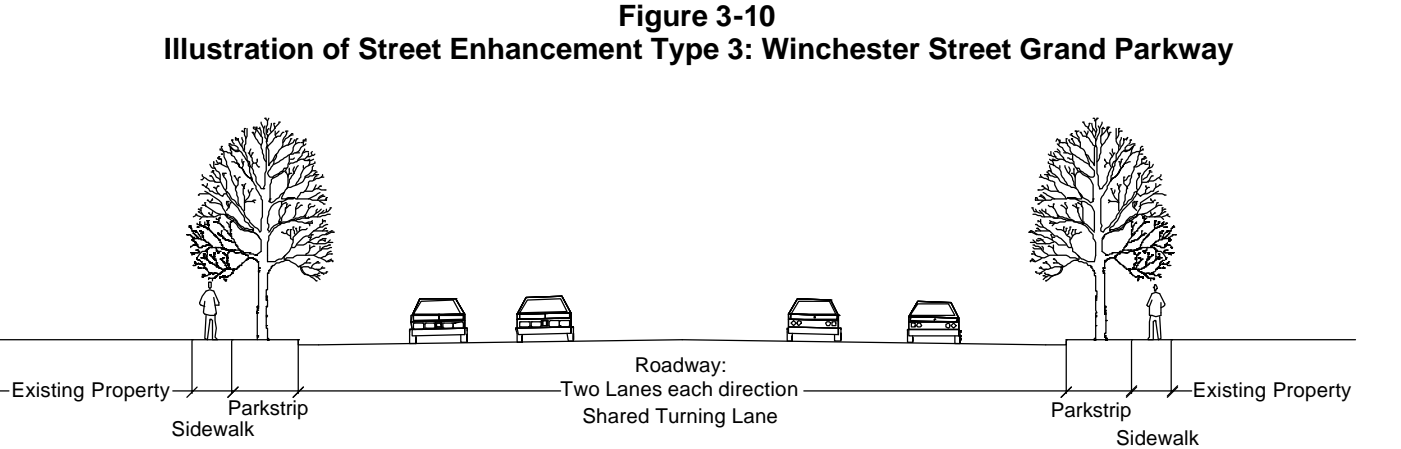 Figure 3-10
Illustration of Street Enhancement Type 3: Winchester Street Grand Parkway
Existing Property
Sidewalk
Parkstrip
Roadway:
Two Lanes each direction
Shared Turning Lane
Parkstrip
Sidewalk
Existing Property